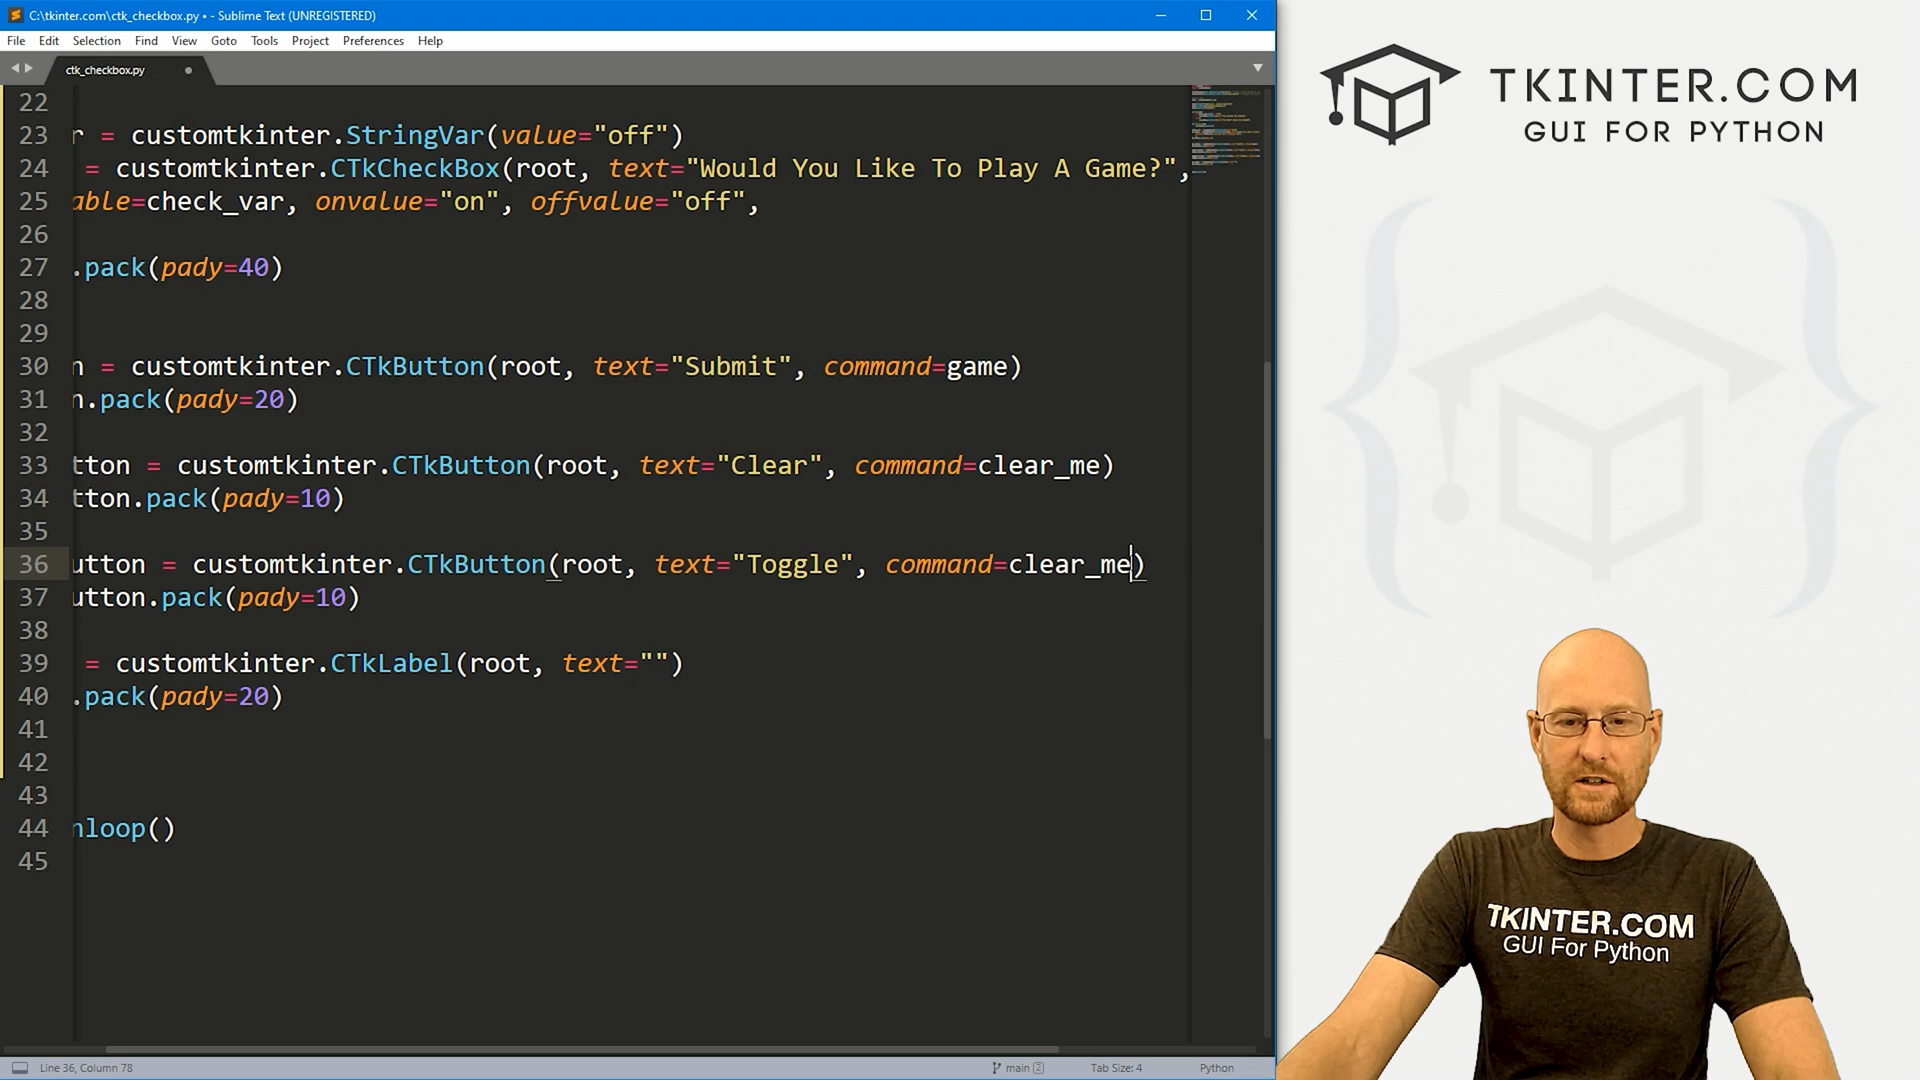 C:\tkinter.com\ctk_checkbox.py • - Sublime Text (UNREGISTERED)
File Edit Selection Find View Goto Tools Project Preferences Help
ctk_checkbox.py
22
23 r = customtkinter.StringVar(value="off")
24 = customtkinter.CTkCheckBox(root, text="Would You Like To Play A Game?",
25 able=check_var, onvalue="on", offvalue="off",
26
27 .pack(pady=40)
28
29
30 n = customtkinter.CTkButton(root, text="Submit", command=game)
31 n.pack(pady=20)
32
33 tton = customtkinter.CTkButton(root, text="Clear", command=clear_me)
34 tton.pack(pady=10)
35
36 utton = customtkinter.CTkButton(root, text="Toggle", command=clear_me)
37 utton.pack(pady=10)
38
39 = customtkinter.CTkLabel(root, text="")
40 .pack(pady=20)
41
42
43
44 nloop()
45
Line 36, Column 78
main 2
Tab Size: 4
Python
TKINTER.COM
GUI FOR PYTHON
TKINTER.COM
GUI For Python